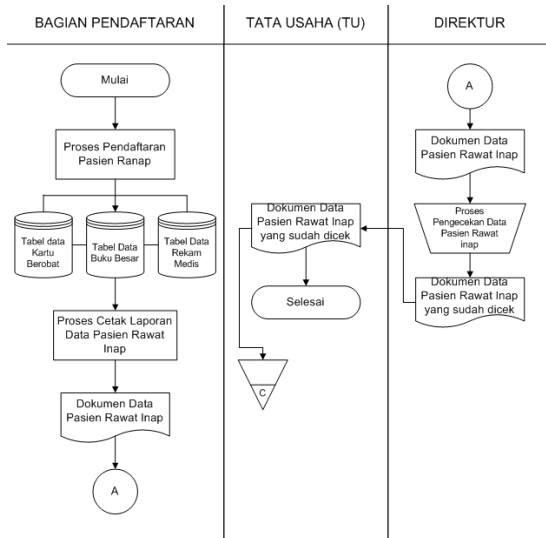 BAGIAN PENDAFTARAN
Mulai
Proses Pendaftaran
Pasien Ranap
Tabel data
Kartu
Berobat
Tabel Data
Buku Besar
Tabel Data
Rekam
Medis
Proses Cetak Laporan
Data Pasien Rawat
Inap
Dokumen Data
Pasien Rawat Inap
A
TATA USAHA (TU)
Dokumen Data
Pasien Rawat Inap
yang sudah dicek
Selesai
C
DIREKTUR
A
Dokumen Data
Pasien Rawat Inap
Proses
Pengecekan Data
Pasien Rawat
inap
Dokumen Data
Pasien Rawat Inap
yang sudah dicek